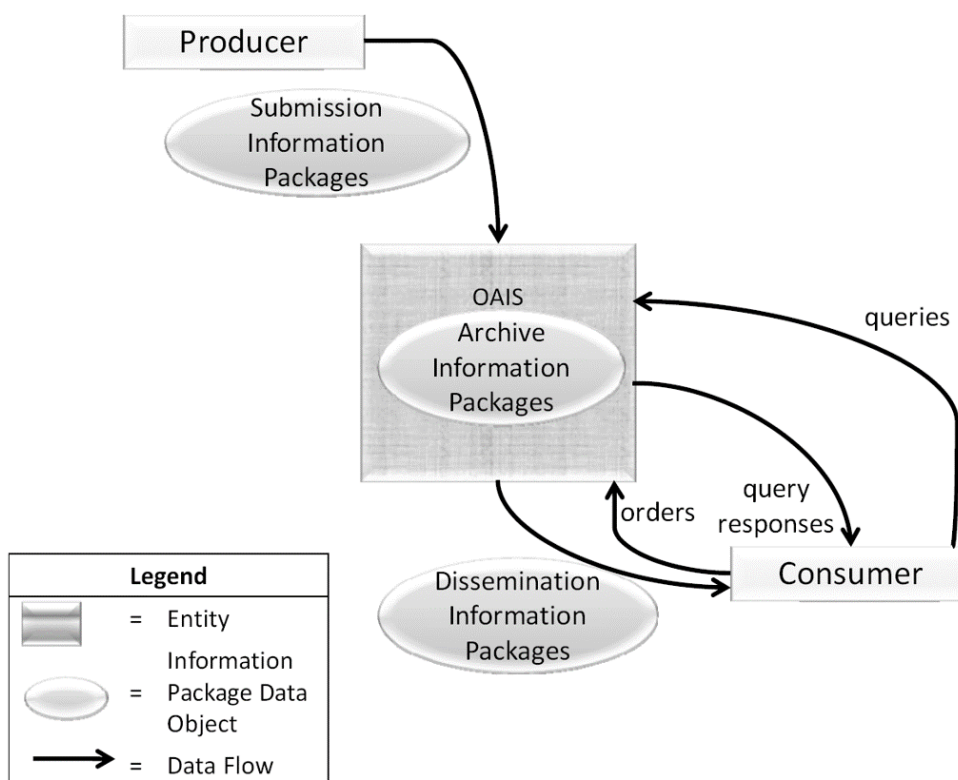 Producer
Submission
Information
Packages
OAIS
Archive
Information
Packages
queries
orders
query
responses
Consumer
Dissemination
Information
Packages
Legend
= Entity
Information
= Package Data
Object
= Data Flow